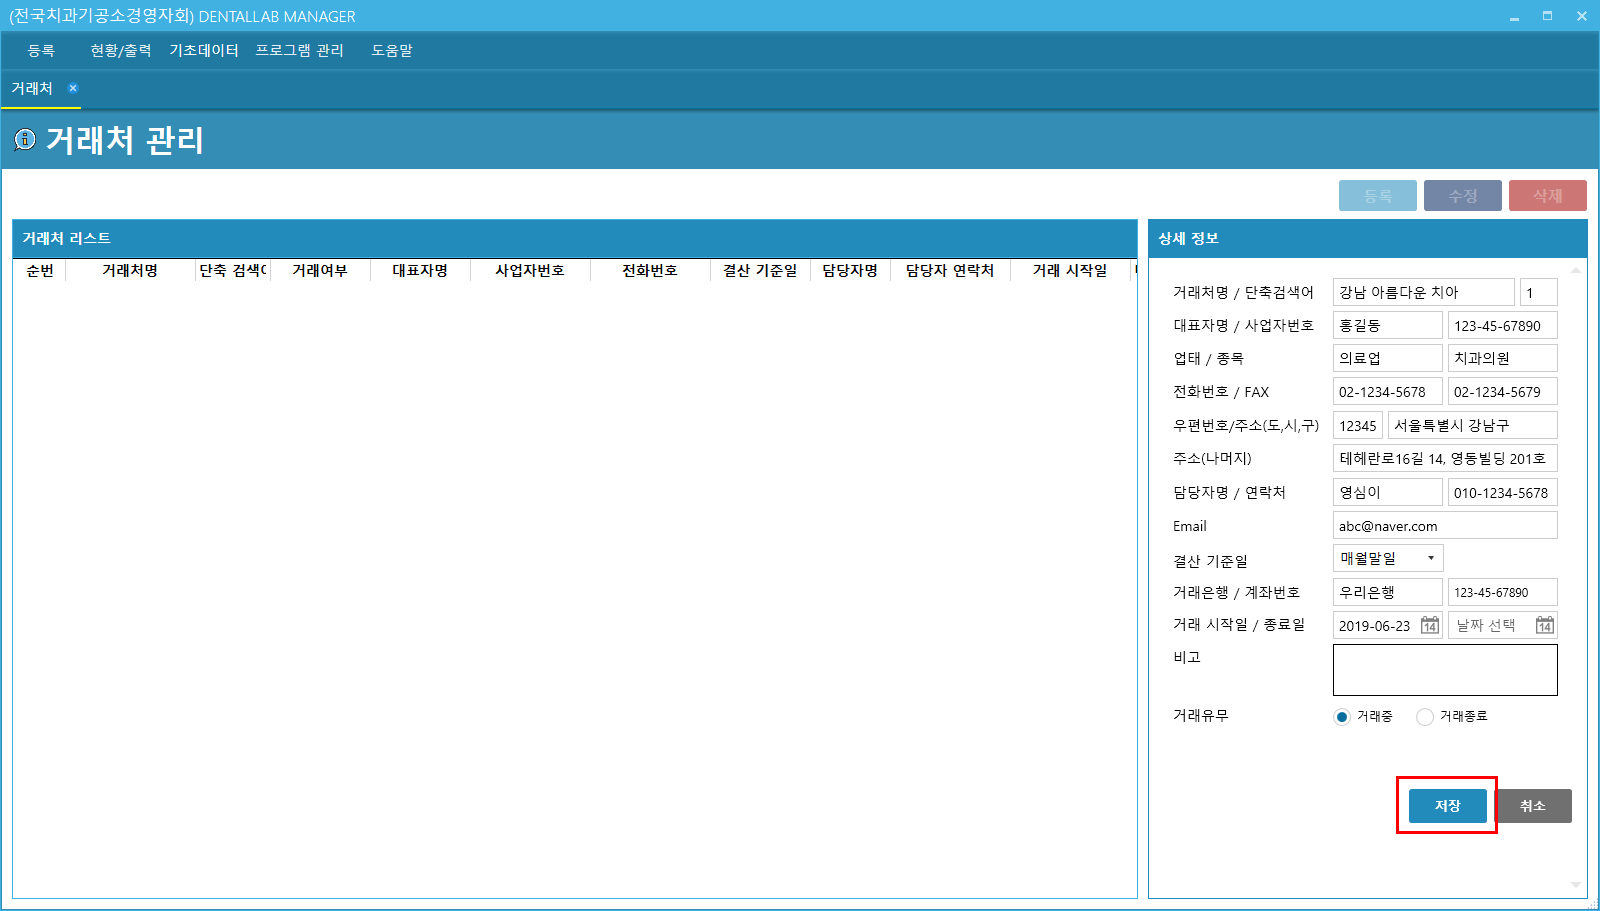 (전국치과기공소경영자회) DENTALLAB MANAGER
등록 현황/출력 기초데이터 프로그램 관리 도움말
거래처
거래처 관리
등록 수정 삭제
거래처 리스트
순번 거래처명 단축 검색 거래여부 대표자명 사업자번호 전화번호 결산 기준일 담당자명 담당자 연락처 거래 시작일
상세 정보
거래처명 / 단축검색어 강남 아름다운 치아 1
대표자명 / 사업자번호 홍길동 123-45-67890
업태 / 종목 의료업 치과의원
전화번호 / FAX 02-1234-5678 02-1234-5679
우편번호/주소(도,시,구) 12345 서울특별시 강남구
주소(나머지) 테헤란로16길 14, 영동빌딩 201호
담당자명 / 연락처 영심이 010-1234-5678
Email abc@naver.com
결산 기준일 매월말일
거래은행 / 계좌번호 우리은행 123-45-67890
거래 시작일 / 종료일 2019-06-23 14 날짜 선택 14
비고
거래유무 거래중 거래종료
저장 취소